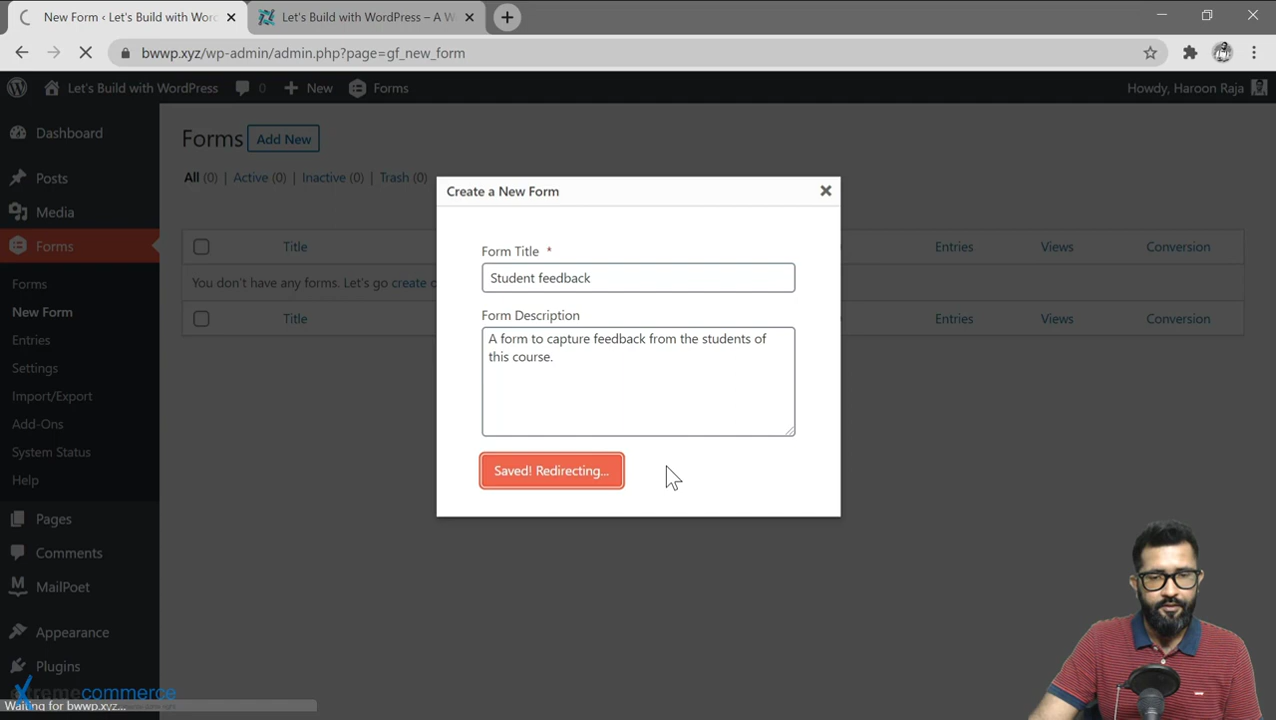 New Form ‹ Let's Build with Worc
Let's Build with WordPress – A W
bwwp.xyz/wp-admin/admin.php?page=gf_new_form
Let's Build with WordPress 0 New Forms Howdy, Haroon Raja
Dashboard
Posts
Media
Forms
Forms
New Form
Entries
Settings
Import/Export
Add-Ons
System Status
Help
Pages
Comments
MailPoet
Appearance
Plugins
Forms Add New
All (0) | Active (0) | Inactive (0) | Trash (0)
Title Entries Views Conversion
You don't have any forms. Let's go create
Title Entries Views Conversion
Create a New Form
Form Title *
Student feedback
Form Description
A form to capture feedback from the students of
this course.
Saved! Redirecting...
Xtremecommerce
Waiting for bwwp.xyz...